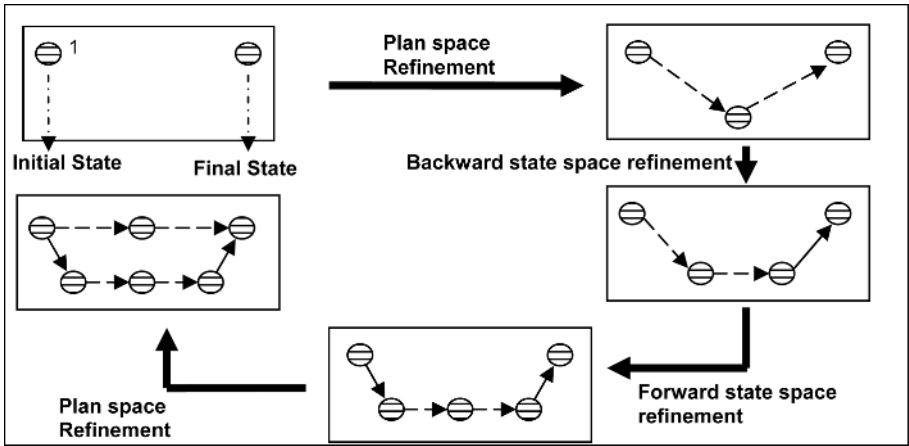 1
Initial State
Final State
Plan space
Refinement
Backward state space refinement
Forward state space
refinement
Plan space
Refinement